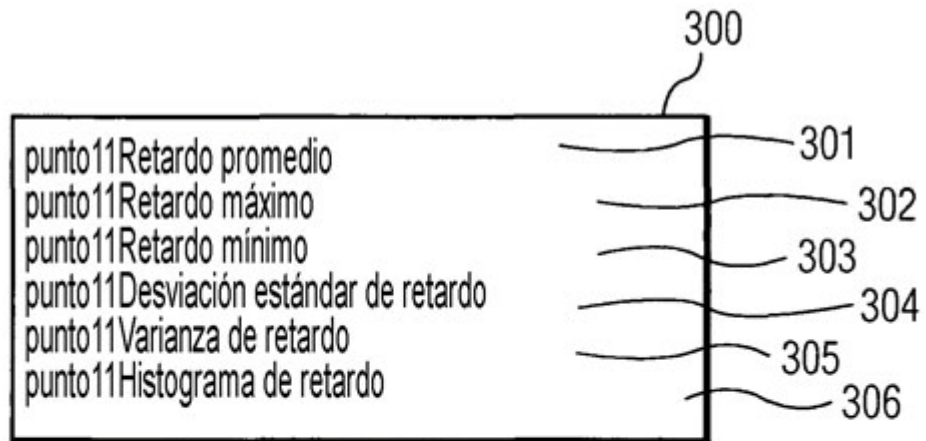 300
punto11Retardo promedio 301
punto11Retardo máximo 302
punto11Retardo mínimo 303
punto11Desviación estándar de retardo 304
punto11Varianza de retardo 305
punto11Histograma de retardo 306